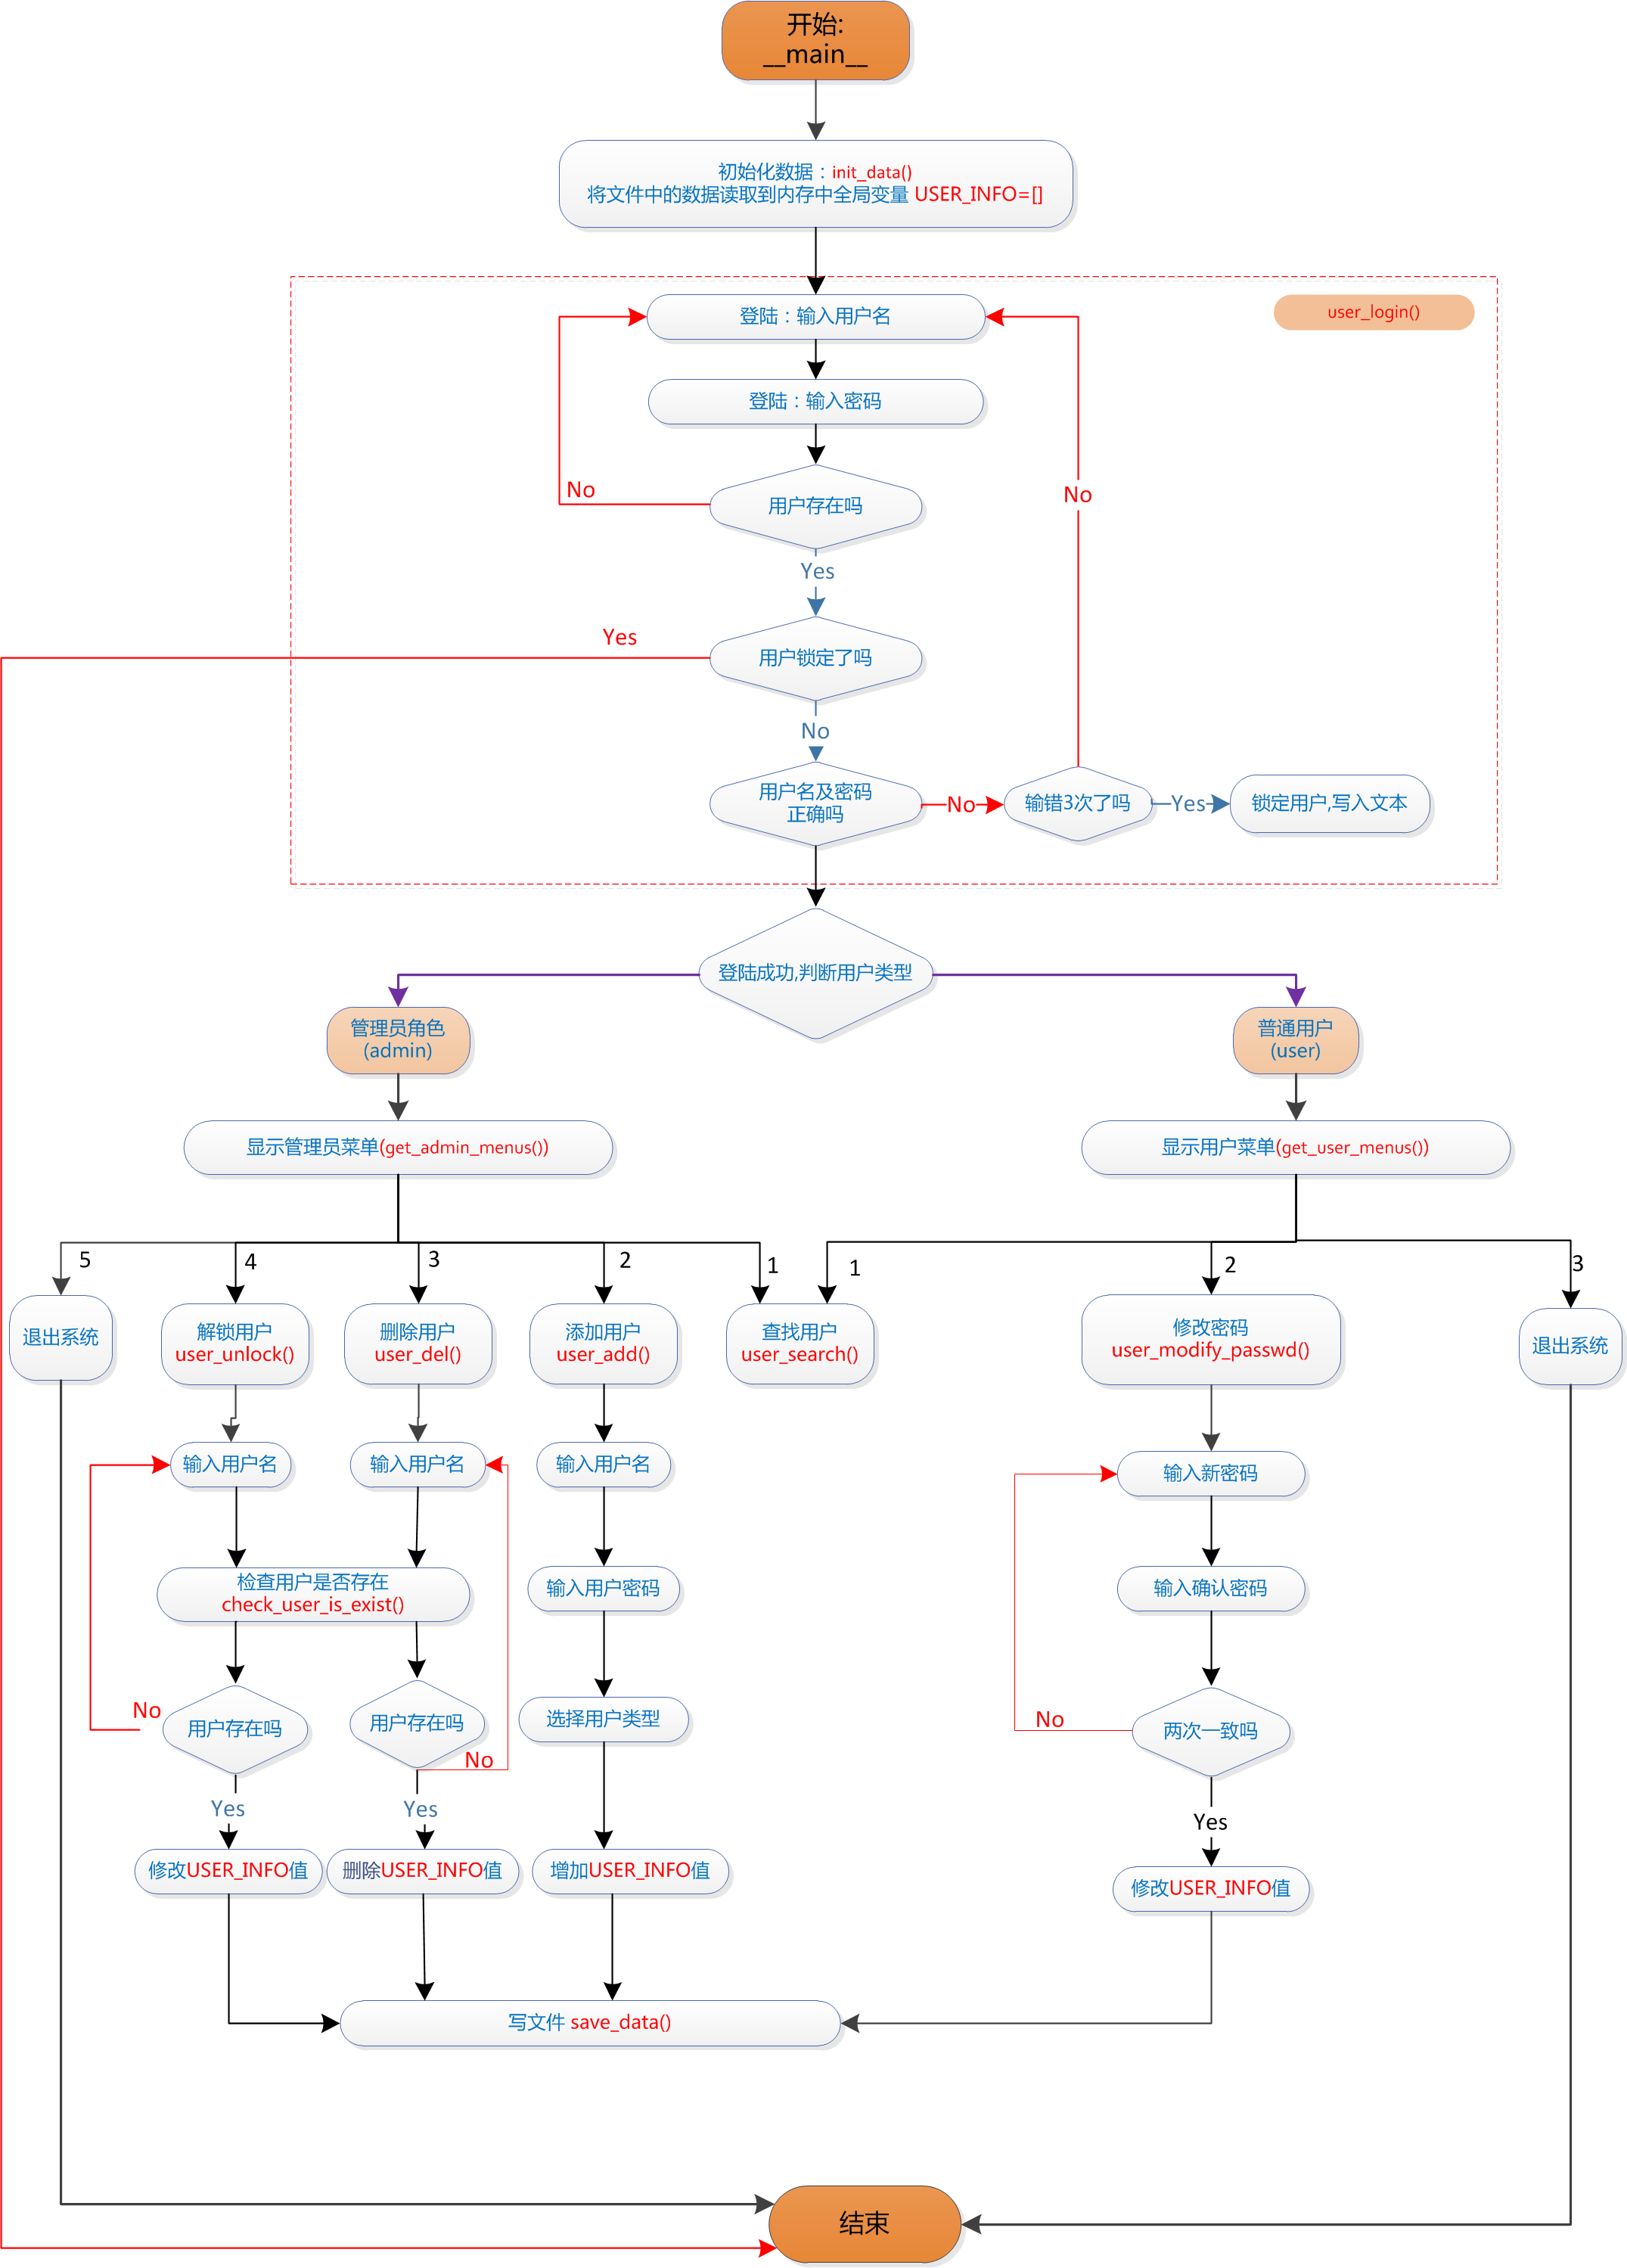 开始:
__main__
初始化数据：init_data()
将文件中的数据读取到内存中全局变量 USER_INFO=[]
登陆：输入用户名
user_login()
登陆：输入密码
No
No
用户存在吗
Yes
Yes
用户锁定了吗
No
用户名及密码
正确吗
No
输错3次了吗
Yes
锁定用户,写入文本
登陆成功,判断用户类型
管理员角色
(admin)
普通用户
(user)
显示管理员菜单(get_admin_menus())
显示用户菜单(get_user_menus())
5
4
3
2
1
1
2
3
退出系统
解锁用户
user_unlock()
删除用户
user_del()
添加用户
user_add()
查找用户
user_search()
修改密码
user_modify_passwd()
退出系统
输入用户名
输入用户名
输入用户名
输入新密码
检查用户是否存在
check_user_is_exist()
输入用户密码
输入确认密码
No
用户存在吗
用户存在吗
No
选择用户类型
No
两次一致吗
Yes
Yes
Yes
修改USER_INFO值
删除USER_INFO值
增加USER_INFO值
修改USER_INFO值
写文件 save_data()
结束